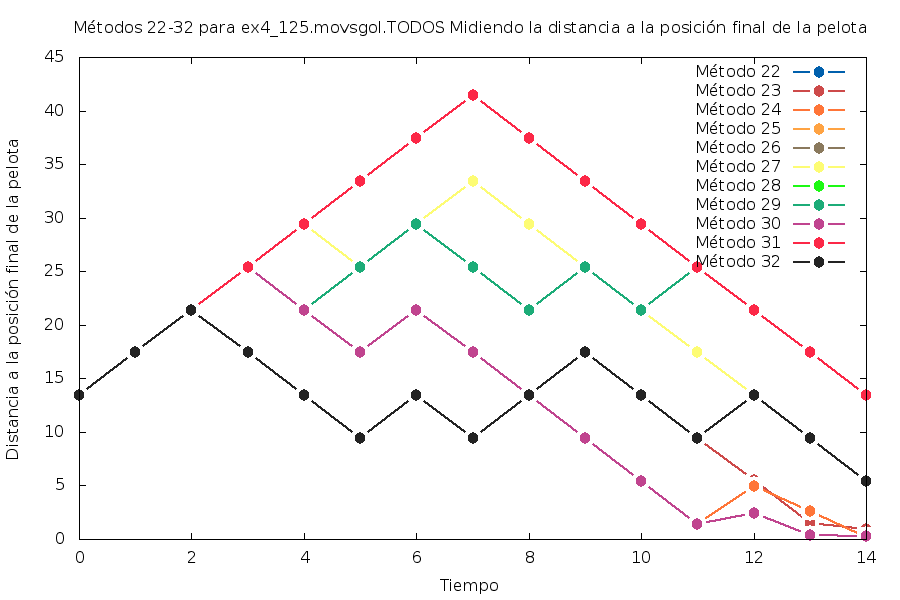 Métodos 22-32 para ex4_125.movsgol.TODOS Midiendo la distancia a la posición final de la pelota
45
40
35
30
25
20
15
10
5
0
0 2 4 6 8 10 12 14
Distancia a la posición final de la pelota
Tiempo
Método 22
Método 23
Método 24
Método 25
Método 26
Método 27
Método 28
Método 29
Método 30
Método 31
Método 32